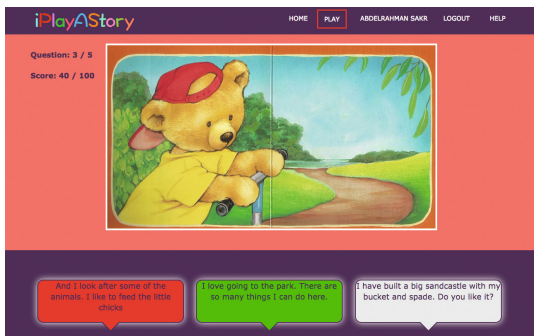 iPlayAStory
HOME PLAY ABDELRAHMAN SAKR LOGOUT HELP
Question: 3 / 5
Score: 40 / 100
And I look after some of the
animals. I like to feed the little
chicks
I love going to the park. There are
so many things I can do here.
I have built a big sandcastle with my
bucket and spade. Do you like it?